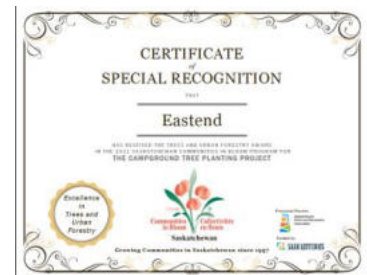 CERTIFICATE
of
SPECIAL RECOGNITION
THAT
Eastend
HAS RECEIVED THE TREES AND URBAN FORESTRY AWARD
IN THE 2022 SASKATCHEWAN COMMUNITIES IN BLOOM PROGRAM FOR
THE CAMPGROUND TREE PLANTING PROJECT
Excellence
in
Trees and
Urban
Forestry
Communities Collectivités
in Bloom en fleurs
Saskatchewan
SASK LOTTERIES
Growing Communities in Saskatchewan since 1997